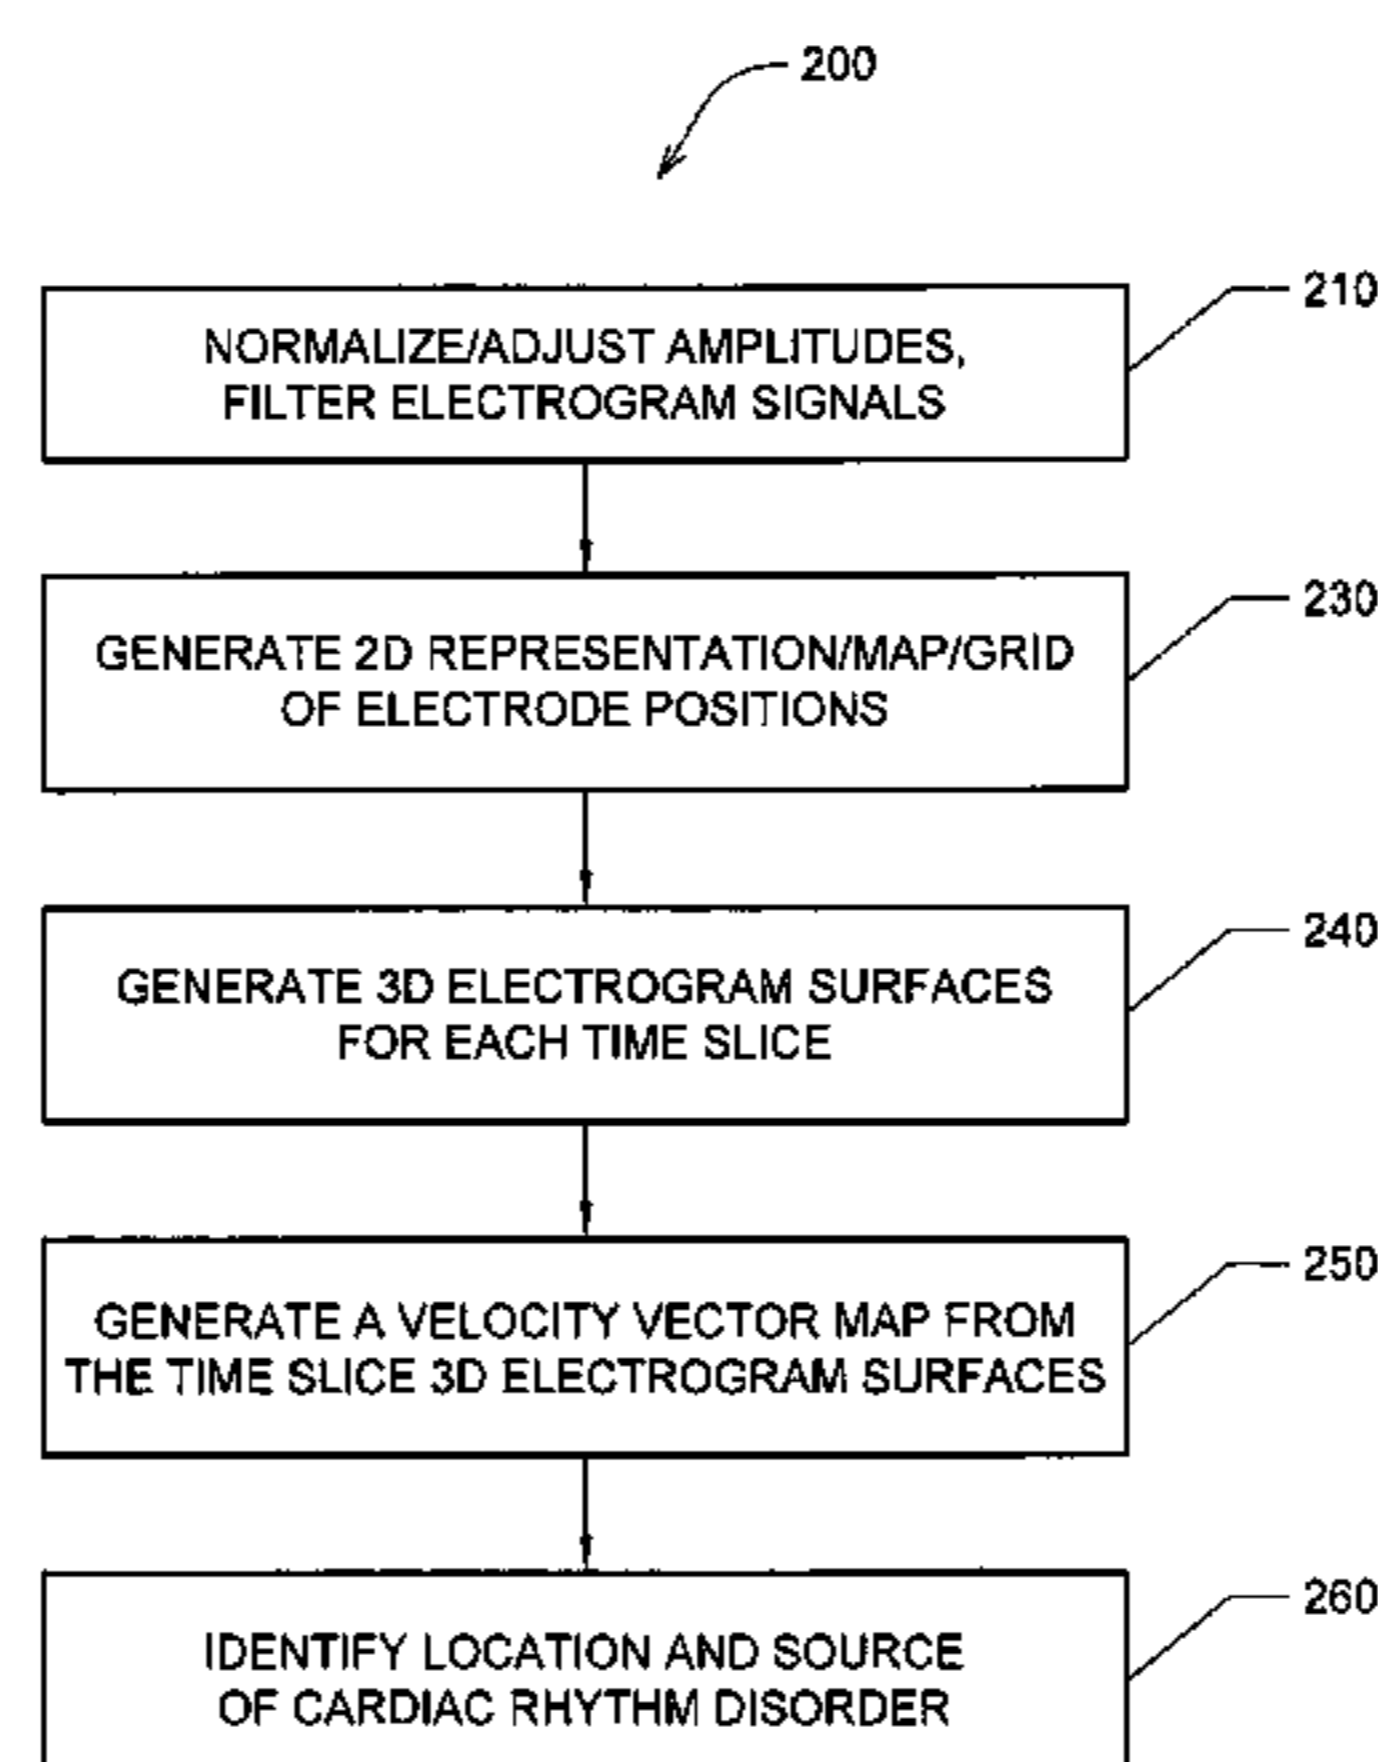 200
210
NORMALIZE/ADJUST AMPLITUDES,
FILTER ELECTROGRAM SIGNALS
230
GENERATE 2D REPRESENTATION/MAP/GRID
OF ELECTRODE POSITIONS
240
GENERATE 3D ELECTROGRAM SURFACES
FOR EACH TIME SLICE
250
GENERATE A VELOCITY VECTOR MAP FROM
THE TIME SLICE 3D ELECTROGRAM SURFACES
260
IDENTIFY LOCATION AND SOURCE
OF CARDIAC RHYTHM DISORDER